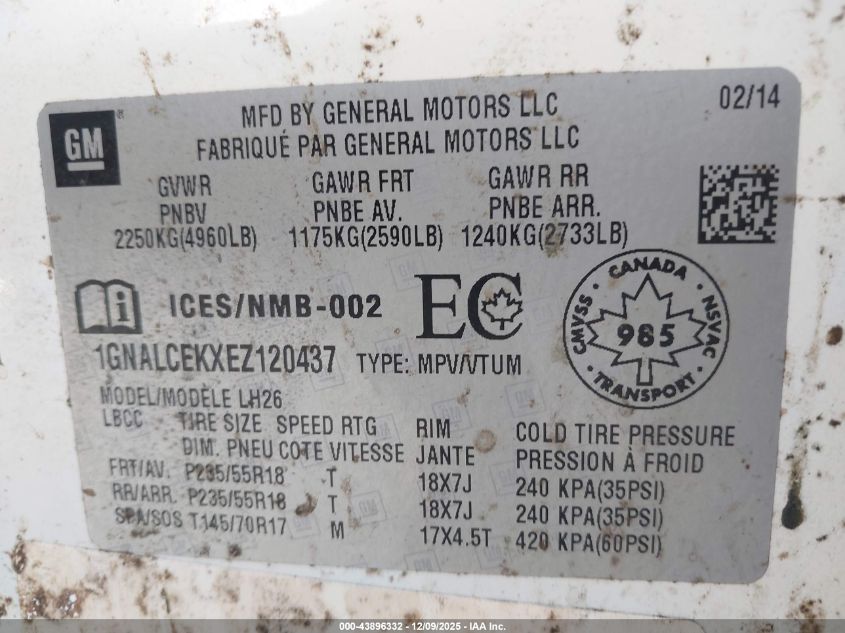 GM
MFD BY GENERAL MOTORS LLC
02/14
FABRIQUÉ PAR GENERAL MOTORS LLC
GVWR GAWR FRT GAWR RR
PNBV PNBE AV. PNBE ARR.
2250KG(4960LB) 1175KG(2590LB) 1240KG(2733LB)
ICES/NMB-002 EC
CANADA
CMVSS 985 NSVAC
TRANSPORT
1GNALCEKXEZ120437 TYPE: MPV/VTUM
MODEL/MODÈLE LH26
LBCC TIRE SIZE SPEED RTG RIM COLD TIRE PRESSURE
DIM. PNEU COTE VITESSE JANTE PRESSION À FROID
FRT/AV. P235/55R18 T 18X7J 240 KPA(35PSI)
RR/ARR. P235/55R18 T 18X7J 240 KPA(35PSI)
SPA/SOS T145/70R17 M 17X4.5T 420 KPA(60PSI)
000-43896332 - 12/09/2025 - IAA Inc.